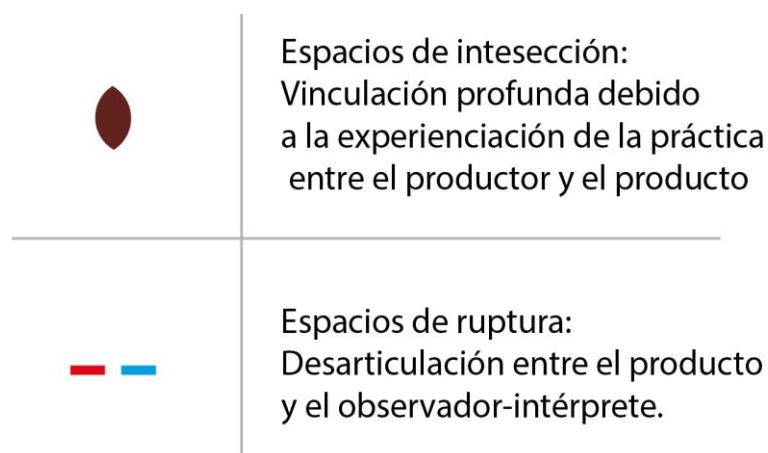 Espacios de intesección:
Vinculación profunda debido
a la experienciación de la práctica
entre el productor y el producto
Espacios de ruptura:
Desarticulación entre el producto
y el observador-intérprete.